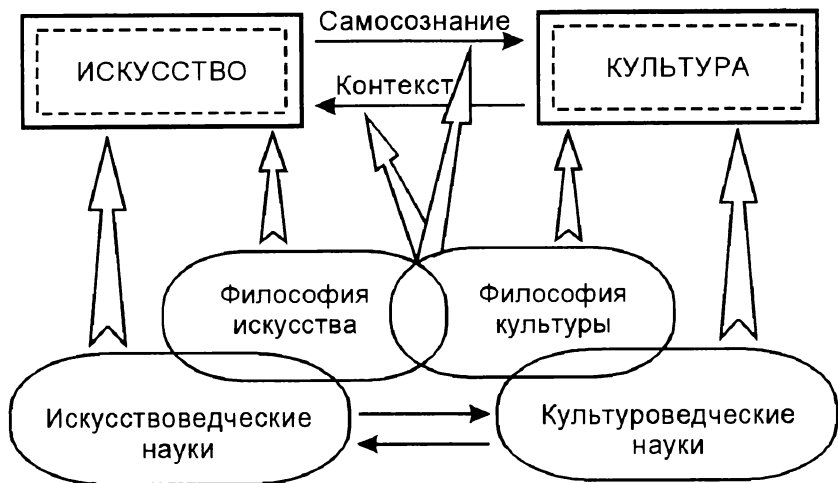 Самосознание
ИСКУССТВО
КУЛЬТУРА
Контекст
Философия
искусства
Философия
культуры
Искусствоведческие
науки
Культуроведческие
науки